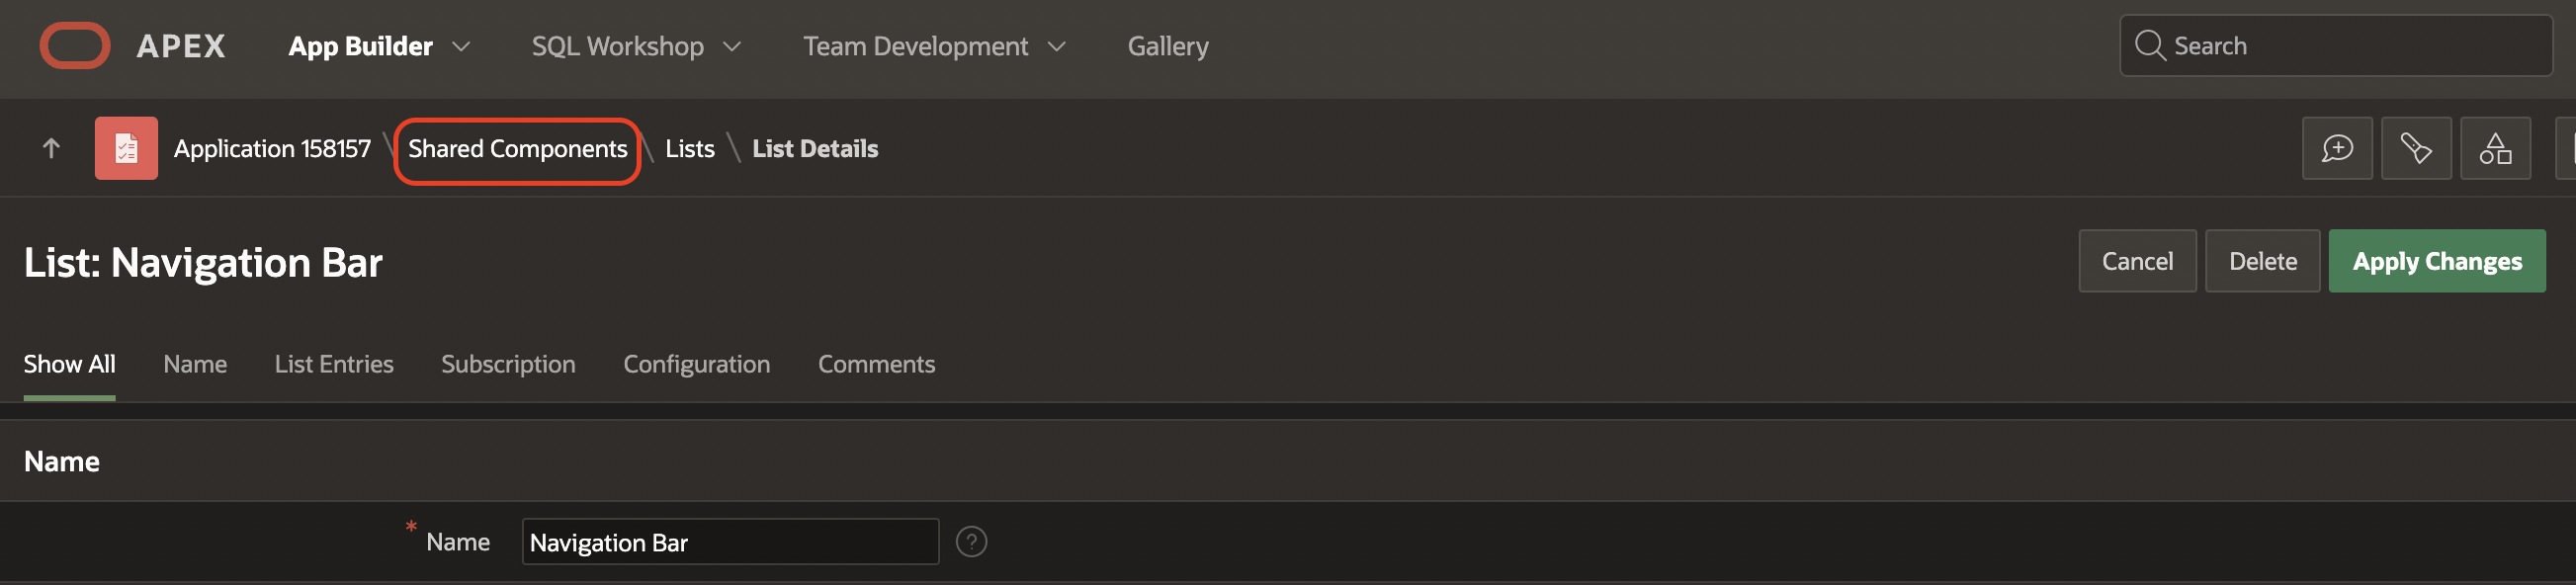 APEX App Builder SQL Workshop Team Development Gallery Search
Application 158157 \ Shared Components \ Lists \ List Details
List: Navigation Bar Cancel Delete Apply Changes
Show All Name List Entries Subscription Configuration Comments
Name
* Name Navigation Bar ?